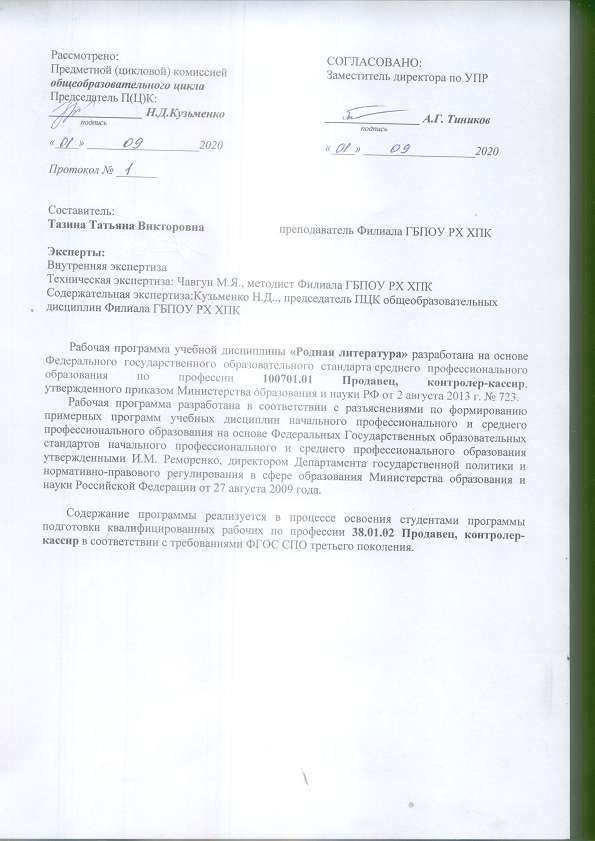 Рассмотрено:
Предметной (цикловой) комиссией
общеобразовательного цикла
Председатель П(Ц)К:
_______________ Н.Д.Кузьменко
подпись
«01» ______09______2020
Протокол № __1__
СОГЛАСОВАНО:
Заместитель директора по УПР
_______________ А.Г. Тиников
подпись
«01» ______09______2020
Составитель:
Тазина Татьяна Викторовна преподаватель Филиала ГБПОУ РХ ХПК
Эксперты:
Внутренняя экспертиза
Техническая экспертиза: Чавгун М.Я., методист Филиала ГБПОУ РХ ХПК
Содержательная экспертиза:Кузьменко Н.Д.., председатель ПЦК общеобразовательных
дисциплин Филиала ГБПОУ РХ ХПК
Рабочая программа учебной дисциплины «Родная литература» разработана на основе
Федерального государственного образовательного стандарта среднего профессионального
образования по профессии 100701.01 Продавец, контролер-кассир,
утвержденного приказом Министерства образования и науки РФ от 2 августа 2013 г. № 723.
Рабочая программа разработана в соответствии с разъяснениями по формированию
примерных программ учебных дисциплин начального профессионального и среднего
профессионального образования на основе Федеральных Государственных образовательных
стандартов начального профессионального и среднего профессионального образования
утвержденными И.М. Реморенко, директором Департамента государственной политики и
нормативно-правового регулирования в сфере образования Министерства образования и
науки Российской Федерации от 27 августа 2009 года.
Содержание программы реализуется в процессе освоения студентами программы
подготовки квалифицированных рабочих по профессии 38.01.02 Продавец, контролер-
кассир в соответствии с требованиями ФГОС СПО третьего поколения.